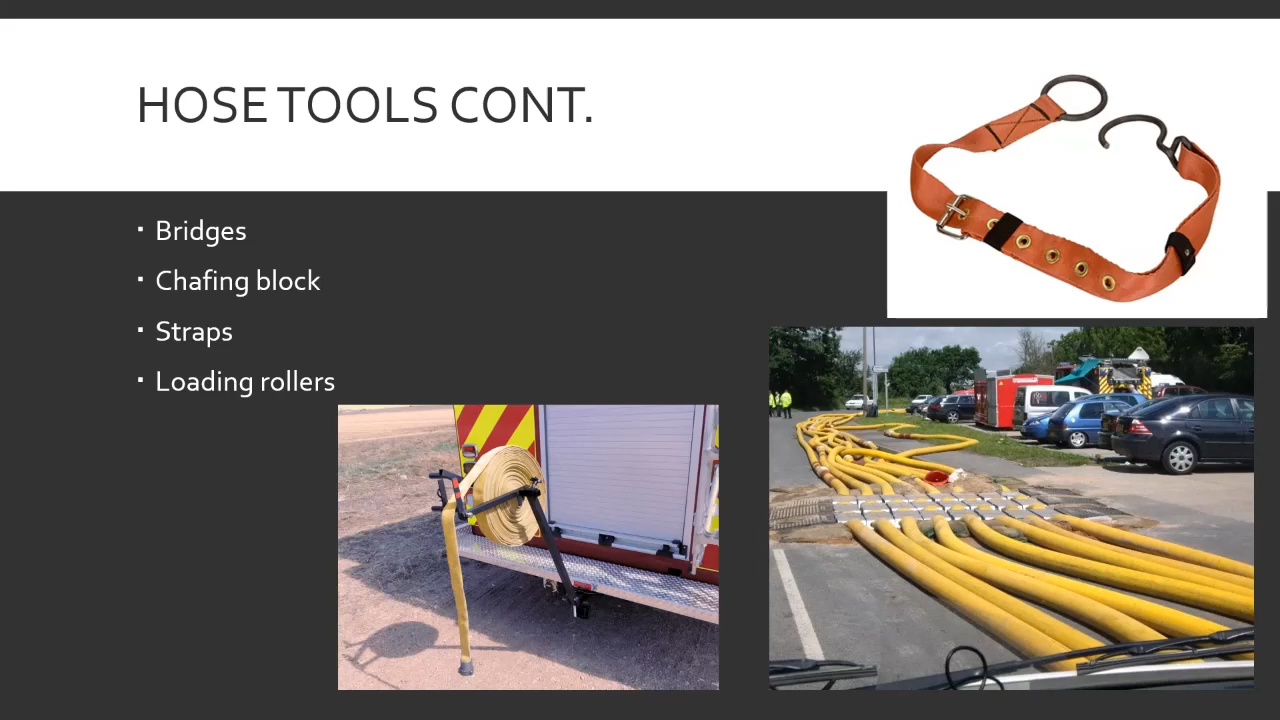 HOSE TOOLS CONT.
▪ Bridges
▪ Chafing block
▪ Straps
▪ Loading rollers